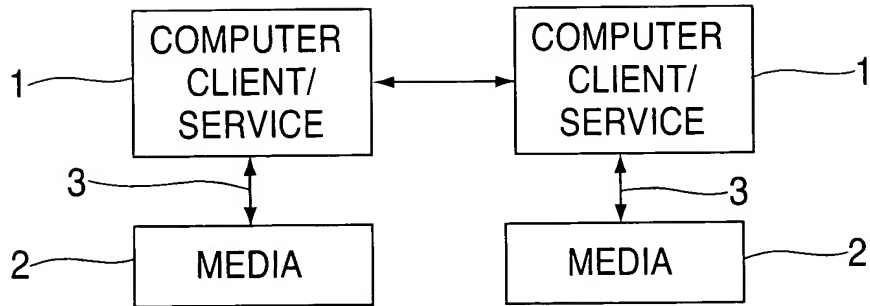 COMPUTER
CLIENT/
SERVICE
1
COMPUTER
CLIENT/
SERVICE
1
3
3
2
MEDIA
MEDIA
2